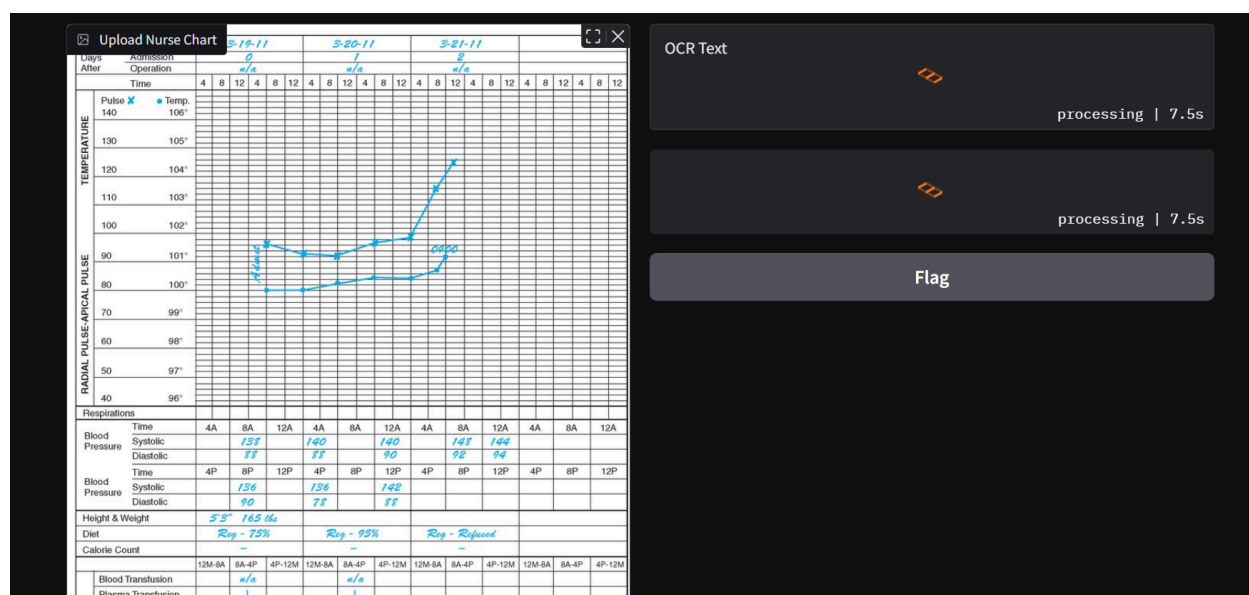 Upload Nurse Chart
3-19-11 3-20-11 3-21-11
Days Admission 0 1 2
After Operation n/a n/a n/a
Time 4 8 12 4 8 12 4 8 12 4 8 12 4 8 12 4 8 12 4 8 12 4 8 12
Pulse Temp.
140 106°
130 105°
120 104°
110 103°
100 102°
90 101°
80 100°
70 99°
60 98°
50 97°
40 96°
TEMPERATURE
RADIAL PULSE-APICAL PULSE
Admit
0900
Respirations
Blood Pressure
Time 4A 8A 12A 4A 8A 12A 4A 8A 12A 4A 8A 12A
Systolic 138 140 140 148 144
Diastolic 88 88 90 92 94
Blood Pressure
Time 4P 8P 12P 4P 8P 12P 4P 8P 12P 4P 8P 12P
Systolic 136 136 142
Diastolic 90 78 88
Height & Weight 5'3" 165 lbs
Diet Reg - 75% Reg - 95% Reg - Refused
Calorie Count - - -
12M-8A 8A-4P 4P-12M 12M-8A 8A-4P 4P-12M 12M-8A 8A-4P 4P-12M 12M-8A 8A-4P 4P-12M
Blood Transfusion n/a n/a
Plasma Transfusion
OCR Text
processing | 7.5s
processing | 7.5s
Flag